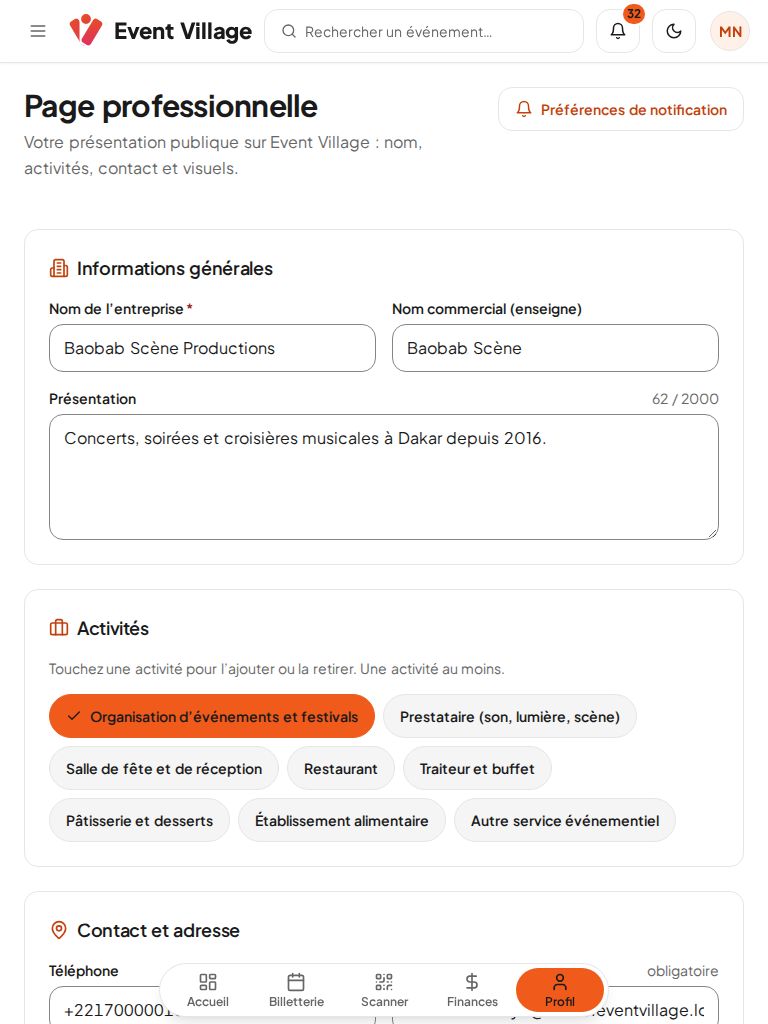 Event Village
Rechercher un événement...
32
MN
Page professionnelle
Préférences de notification
Votre présentation publique sur Event Village : nom,
activités, contact et visuels.
Informations générales
Nom de l'entreprise *
Nom commercial (enseigne)
Baobab Scène Productions
Baobab Scène
Présentation
62 / 2000
Concerts, soirées et croisières musicales à Dakar depuis 2016.
Activités
Touchez une activité pour l'ajouter ou la retirer. Une activité au moins.
Organisation d'événements et festivals
Prestataire (son, lumière, scène)
Salle de fête et de réception
Restaurant
Traiteur et buffet
Pâtisserie et desserts
Établissement alimentaire
Autre service événementiel
Contact et adresse
Téléphone
obligatoire
Accueil
Billetterie
Scanner
Finances
Profil